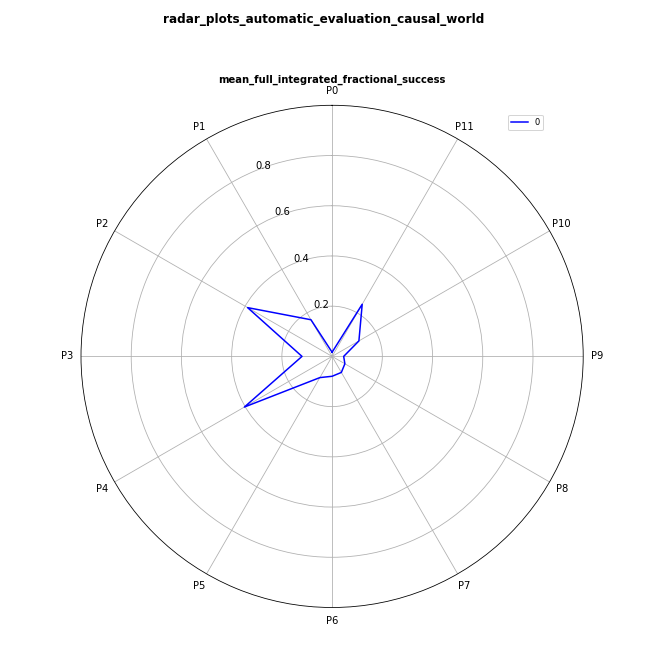 radar_plots_automatic_evaluation_causal_world
mean_full_integrated_fractional_success
P0
P1
P11
0
0.8
P2
0.6
P10
0.4
0.2
P3
P9
P4
P8
P5
P7
P6